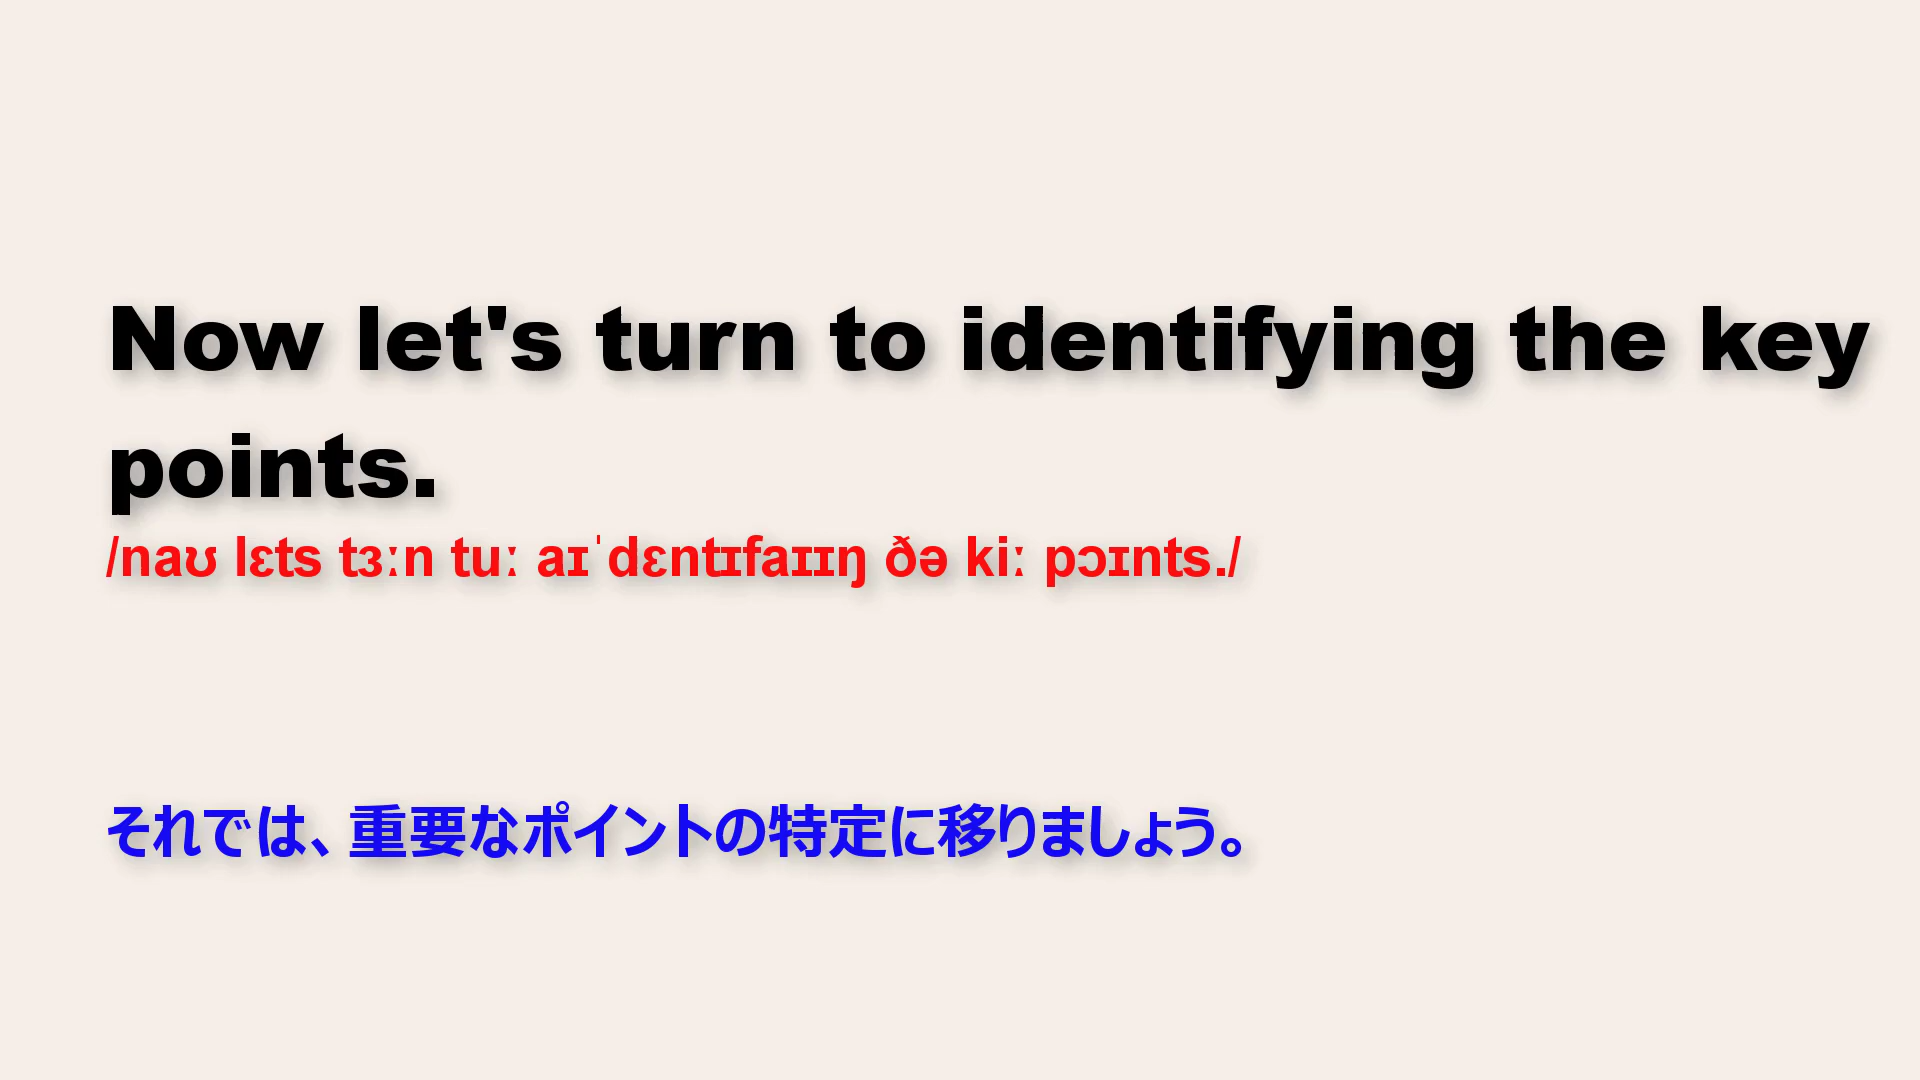 Now let's turn to identifying the key
points.
/naʊ lɛts tɜːn tuː aɪˈdɛntɪfaɪɪŋ ðə kiː pɔɪnts./
それでは、重要なポイントの特定に移りましょう。